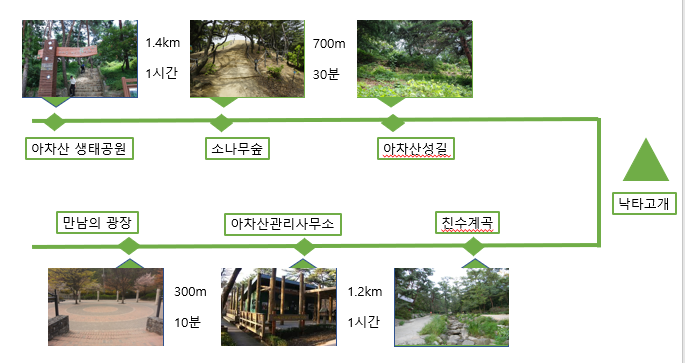 1.4km
1시간
700m
30분
아차산 생태공원
소나무숲
아차산성길
낙타고개
만남의 광장
아차산관리사무소
친수계곡
300m
10분
1.2km
1시간